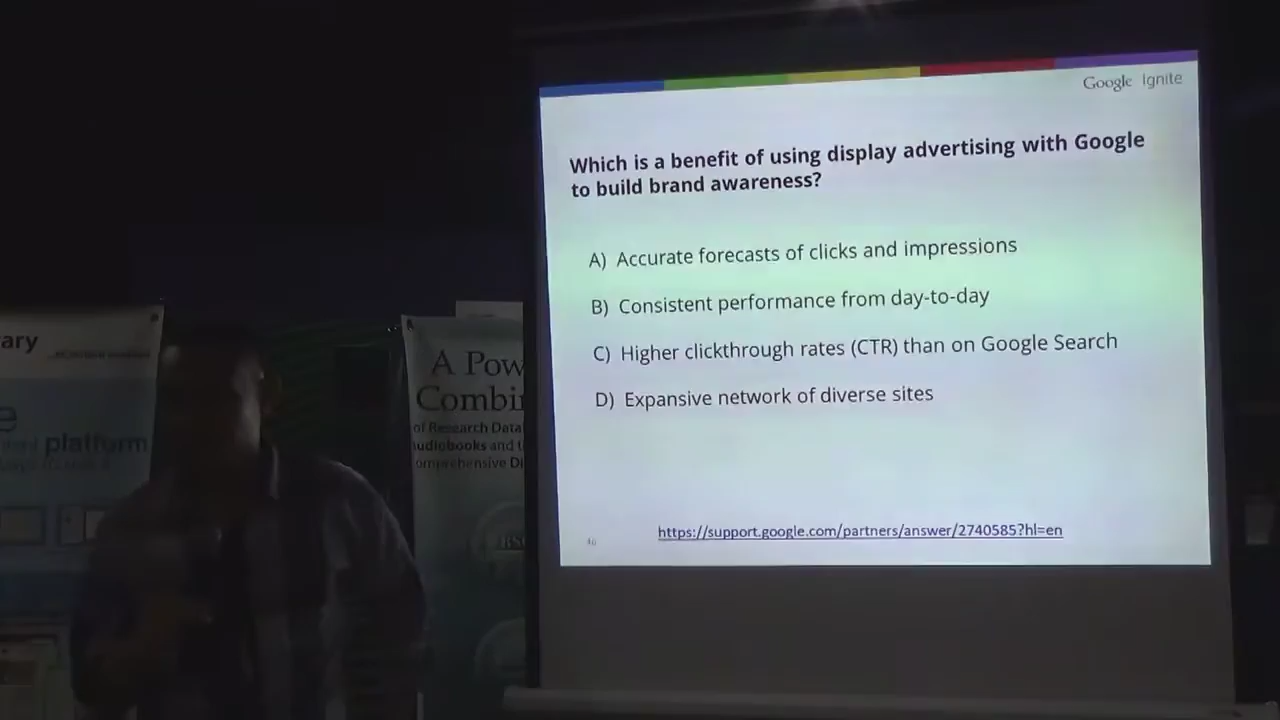 Google Ignite
Which is a benefit of using display advertising with Google
to build brand awareness?
A) Accurate forecasts of clicks and impressions
B) Consistent performance from day-to-day
C) Higher clickthrough rates (CTR) than on Google Search
D) Expansive network of diverse sites
https://support.google.com/partners/answer/2740585?hl=en
46
ary
e
platform
A Pow
Combi
of Research Data
udiobooks and
omprehensive Di